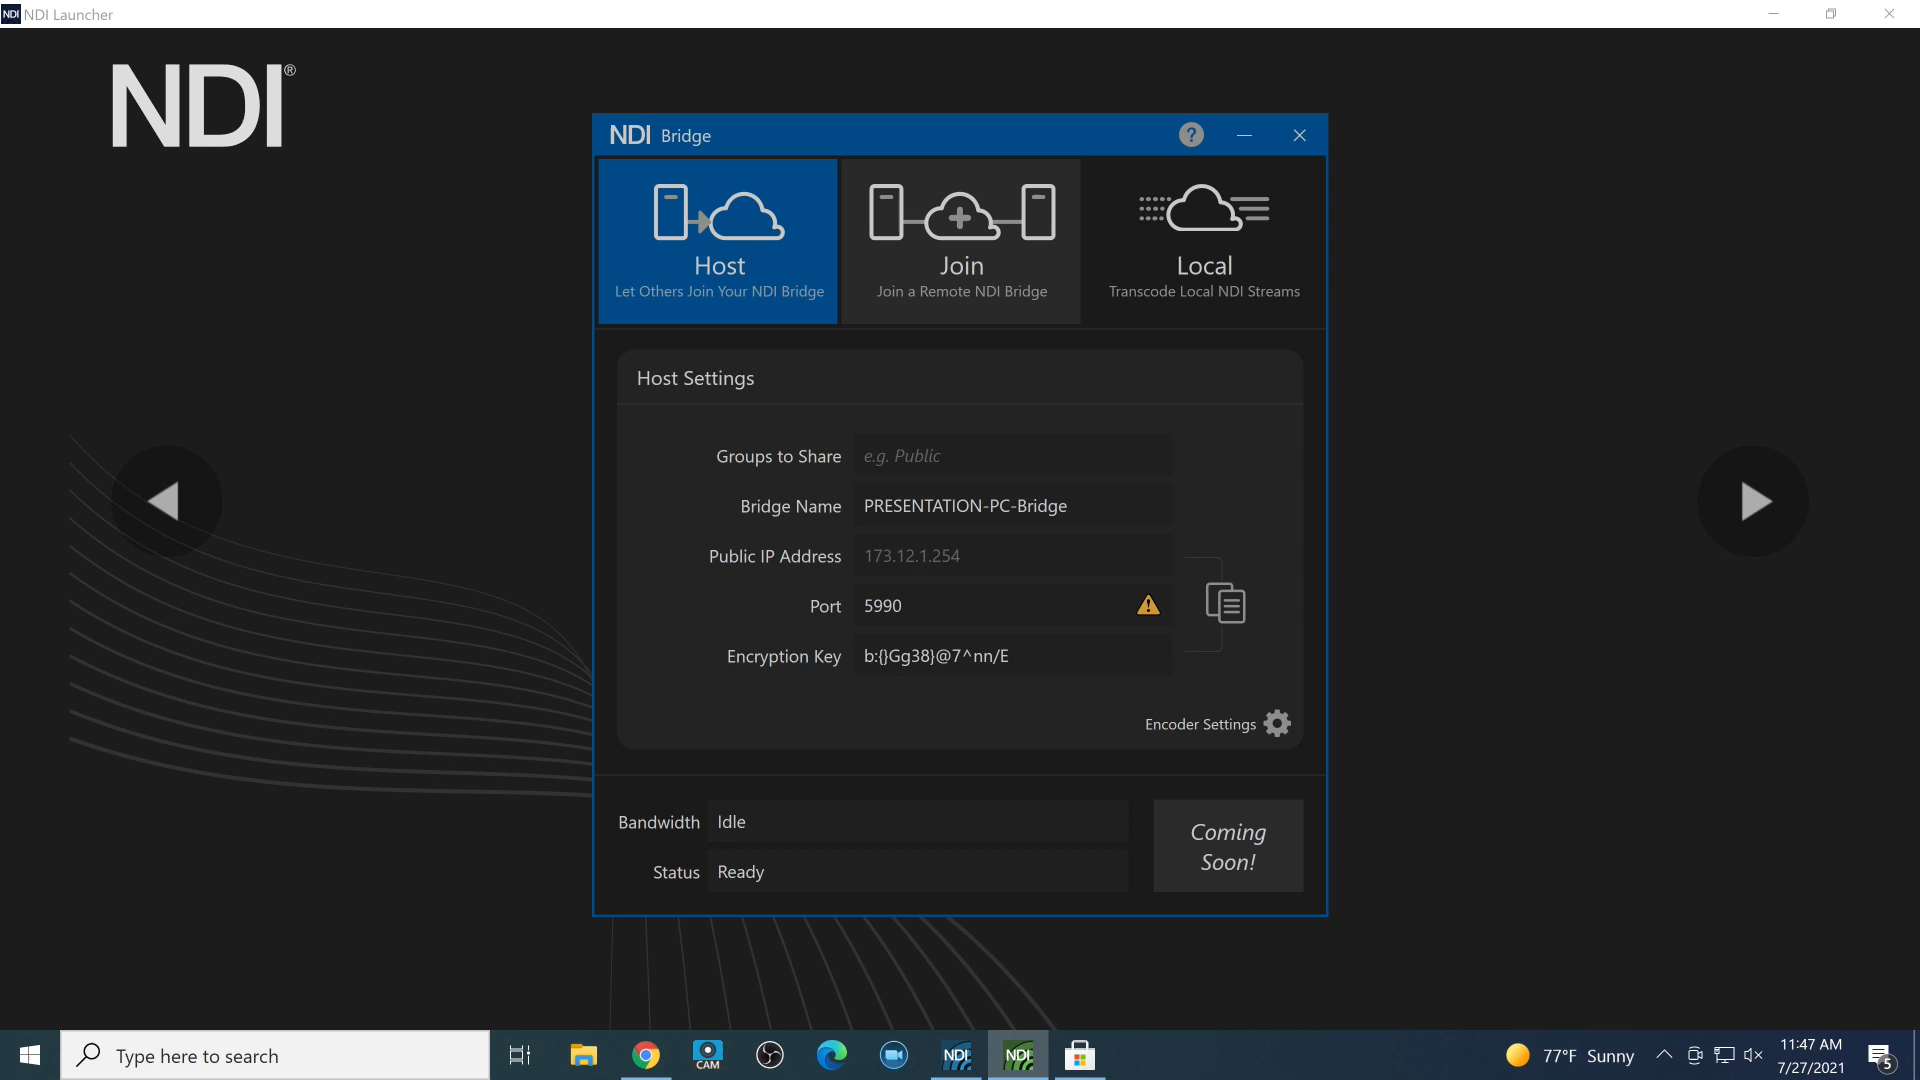 NDI NDI Launcher
NDI®
NDI Bridge ?
Host
Let Others Join Your NDI Bridge
Join
Join a Remote NDI Bridge
Local
Transcode Local NDI Streams
Host Settings
Groups to Share e.g. Public
Bridge Name PRESENTATION-PC-Bridge
Public IP Address 173.12.1.254
Port 5990
Encryption Key b:{}Gg38}@7^nn/E
Encoder Settings
Bandwidth Idle
Status Ready
Coming
Soon!
Type here to search
CAM
NDI
NDI
77°F Sunny
11:47 AM
7/27/2021
5